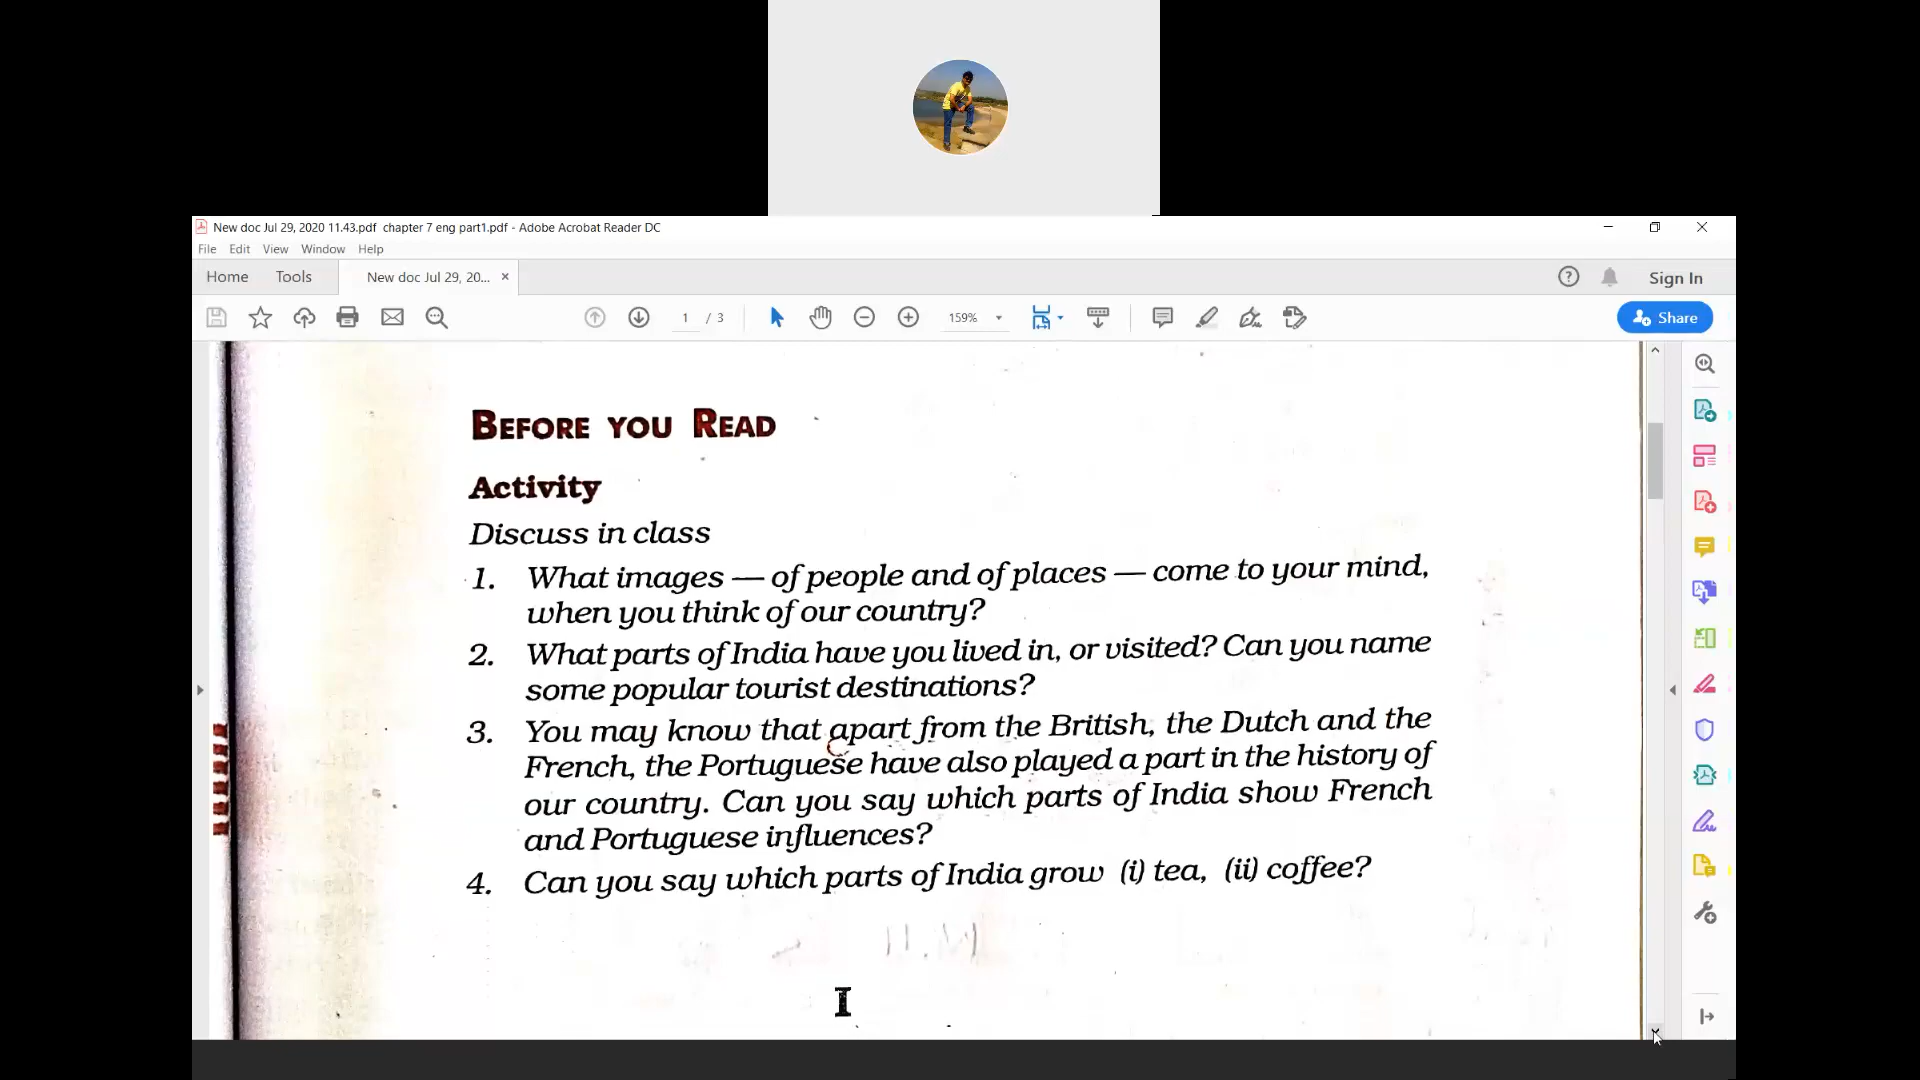 New doc Jul 29, 2020 11.43.pdf chapter 7 eng part1.pdf - Adobe Acrobat Reader DC
File Edit View Window Help
Home Tools New doc Jul 29, 20... Sign In
1 / 3 159% Share
BEFORE YOU READ
Activity
Discuss in class
1. What images — of people and of places — come to your mind,
when you think of our country?
2. What parts of India have you lived in, or visited? Can you name
some popular tourist destinations?
3. You may know that apart from the British, the Dutch and the
French, the Portuguese have also played a part in the history of
our country. Can you say which parts of India show French
and Portuguese influences?
4. Can you say which parts of India grow (i) tea, (ii) coffee?